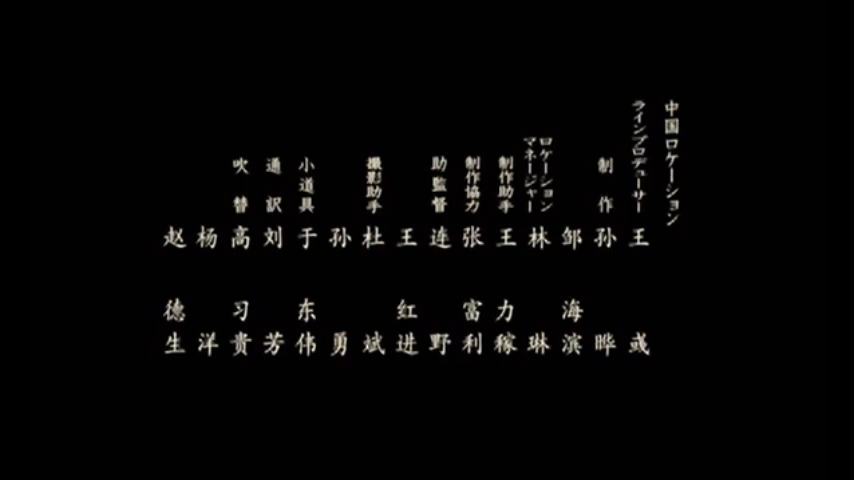 中国ロケーション
ラインプロデューサー 王 彧
制作 孙 晔
邹海滨
ロケーション
マネージャー 林 琳
制作助手 王力稼
制作協力 张富利
助監督 连 野
王红进
撮影助手 杜 斌
孙 勇
小道具 于东伟
通訳 刘 芳
吹替 高习贵
杨 洋
赵德生